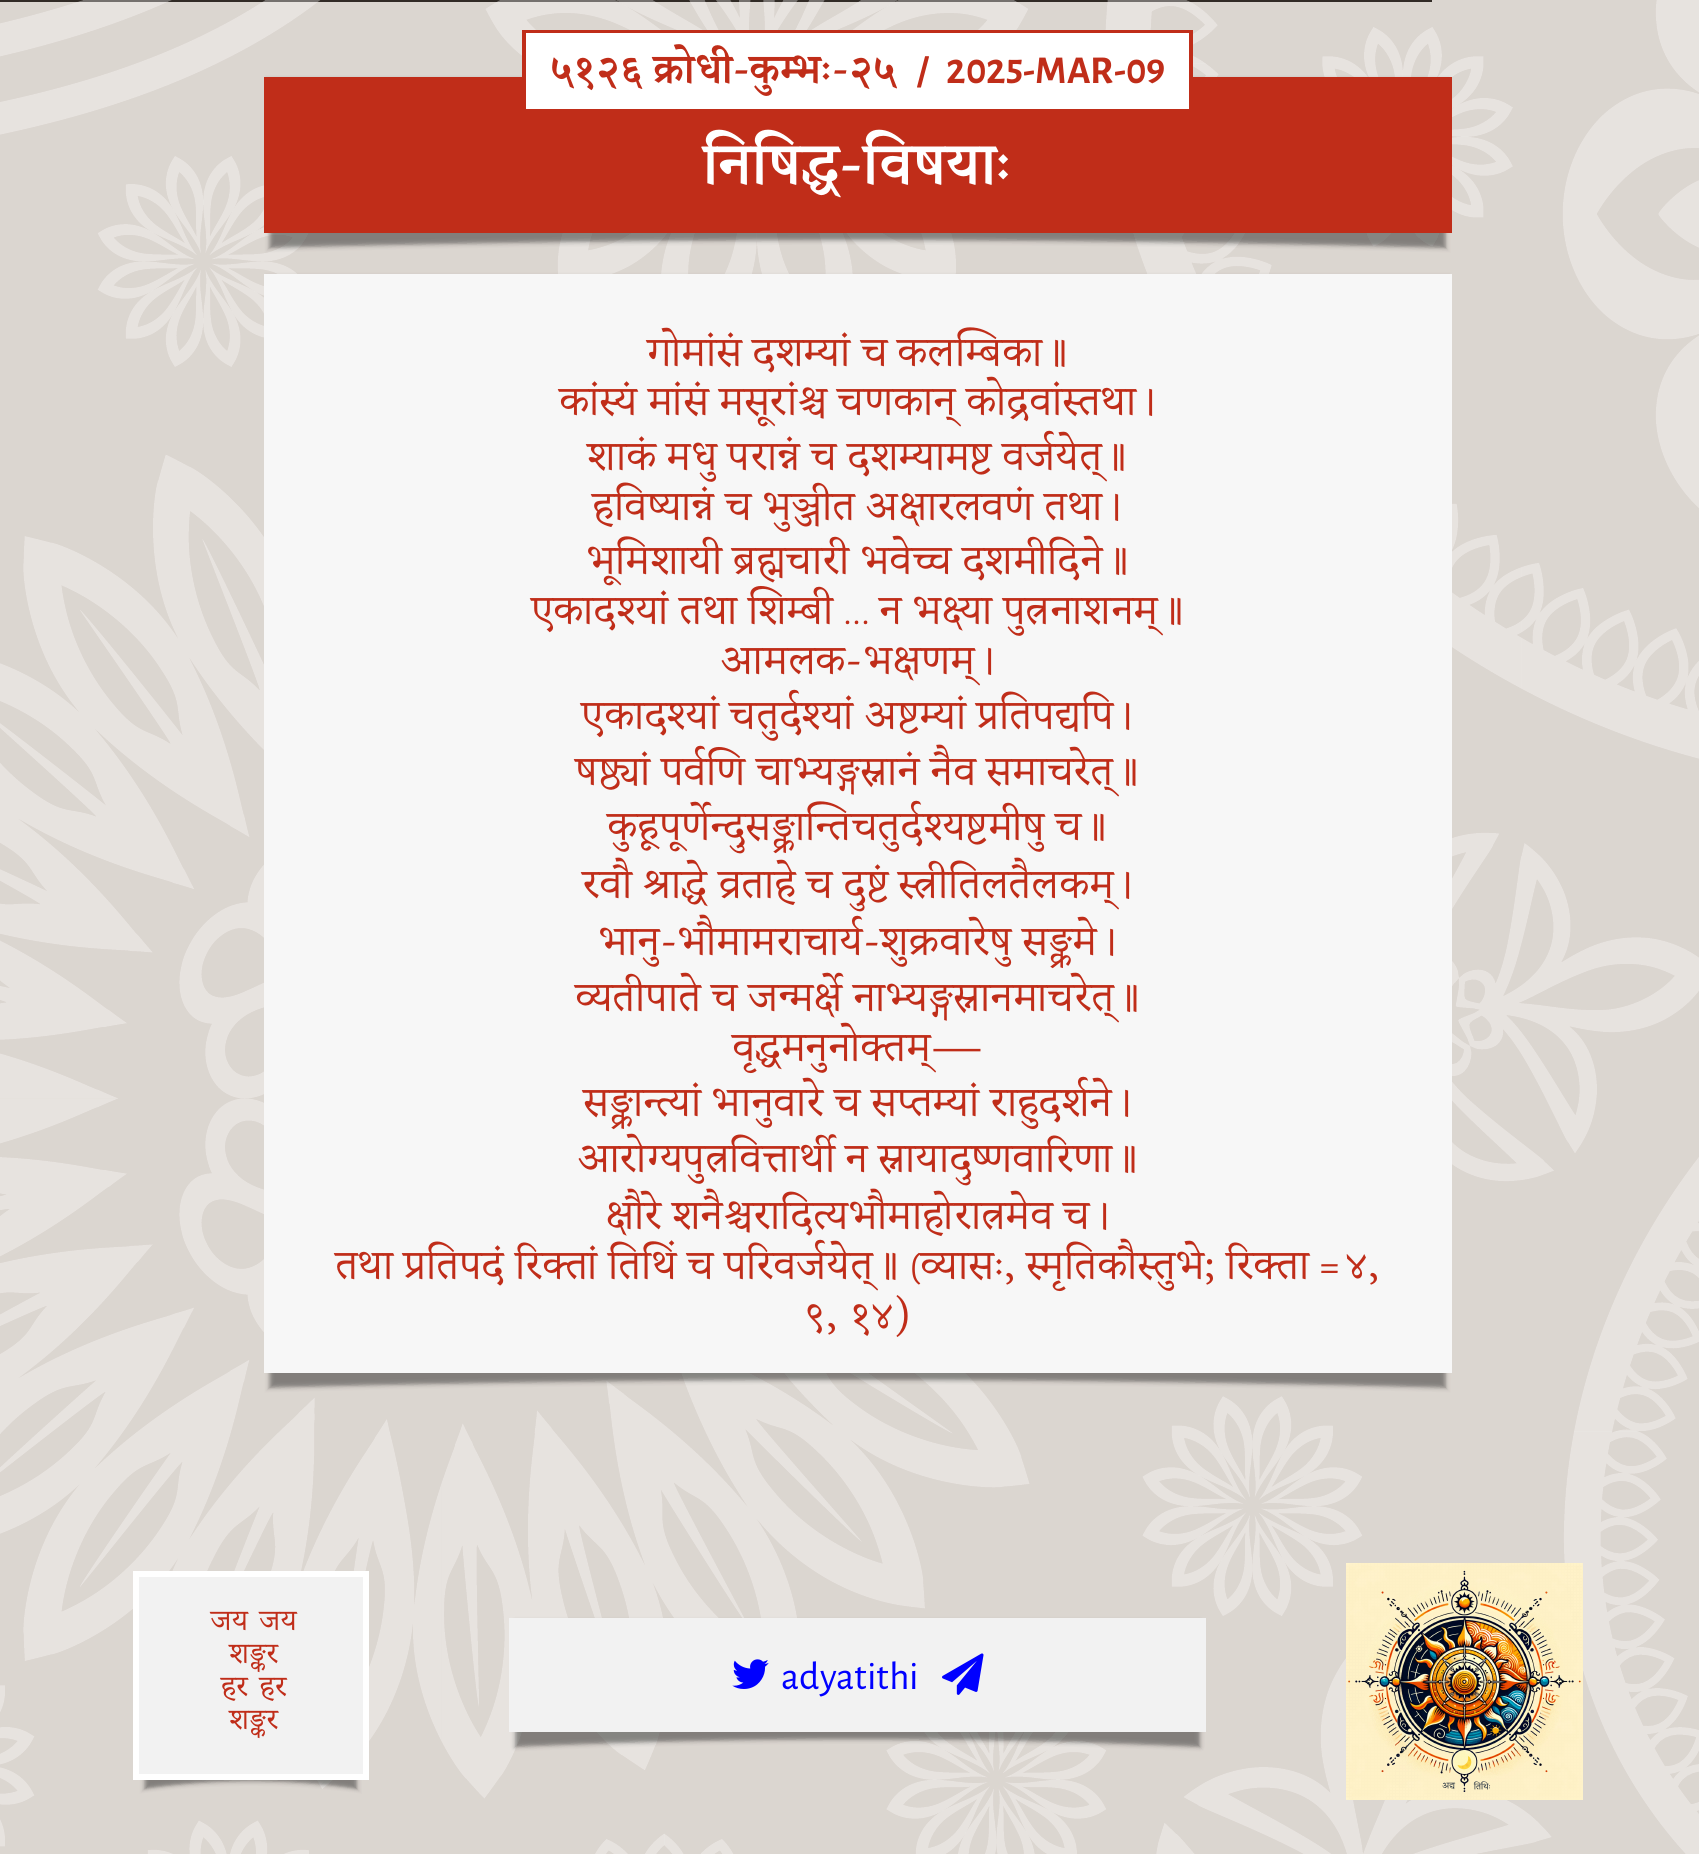 ५१२६ क्रोधी-कुम्भः-२५ / 2025-MAR-09
निषिद्ध-विषयाः
गोमांसं दशम्यां च कलम्बिका॥
कांस्यं मांसं मसूरांश्च चणकान् कोद्रवांस्तथा।
शाकं मधु परान्नं च दशम्यामष्ट वर्जयेत्॥
हविष्यान्नं च भुञ्जीत अक्षारलवणं तथा।
भूमिशायी ब्रह्मचारी भवेच्च दशमीदिने॥
एकादश्यां तथा शिम्बी ... न भक्ष्या पुत्रनाशनम्॥
आमलक-भक्षणम्।
एकादश्यां चतुर्दश्यां अष्टम्यां प्रतिपद्यपि।
षष्ठ्यां पर्वणि चाभ्यङ्गस्नानं नैव समाचरेत्॥
कुहूपूर्णेन्दुसङ्क्रान्तिचतुर्दश्यष्टमीषु च॥
रवौ श्राद्धे व्रताहे च दुष्टं स्त्रीतिलतैलकम्।
भानु-भौमामराचार्य-शुक्रवारेषु सङ्क्रमे।
व्यतीपाते च जन्मर्क्षे नाभ्यङ्गस्नानमाचरेत्॥
वृद्धमनुनोक्तम्—
सङ्क्रान्त्यां भानुवारे च सप्तम्यां राहुदर्शने।
आरोग्यपुत्रवित्तार्थी न स्नायादुष्णवारिणा॥
क्षौरे शनैश्चरादित्यभौमाहोरात्रमेव च।
तथा प्रतिपदं रिक्तां तिथिं च परिवर्जयेत्॥ (व्यासः, स्मृतिकौस्तुभे; रिक्ता = ४,
९, १४)
जय जय
शङ्कर
हर हर
शङ्कर
adyatithi
अद्य तिथिः